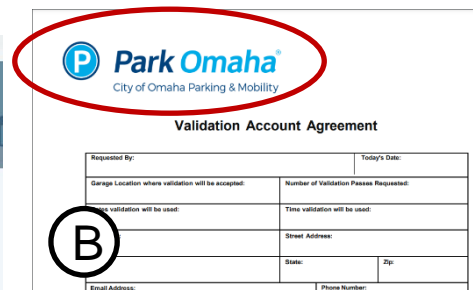 P Park Omaha®
City of Omaha Parking & Mobility
Validation Account Agreement
Requested By: Today's Date:
Garage Location where validation will be accepted: Number of Validation Passes Requested:
validation will be used: Time validation will be used:
B
Street Address:
State: Zip:
Email Address: Phone Number: